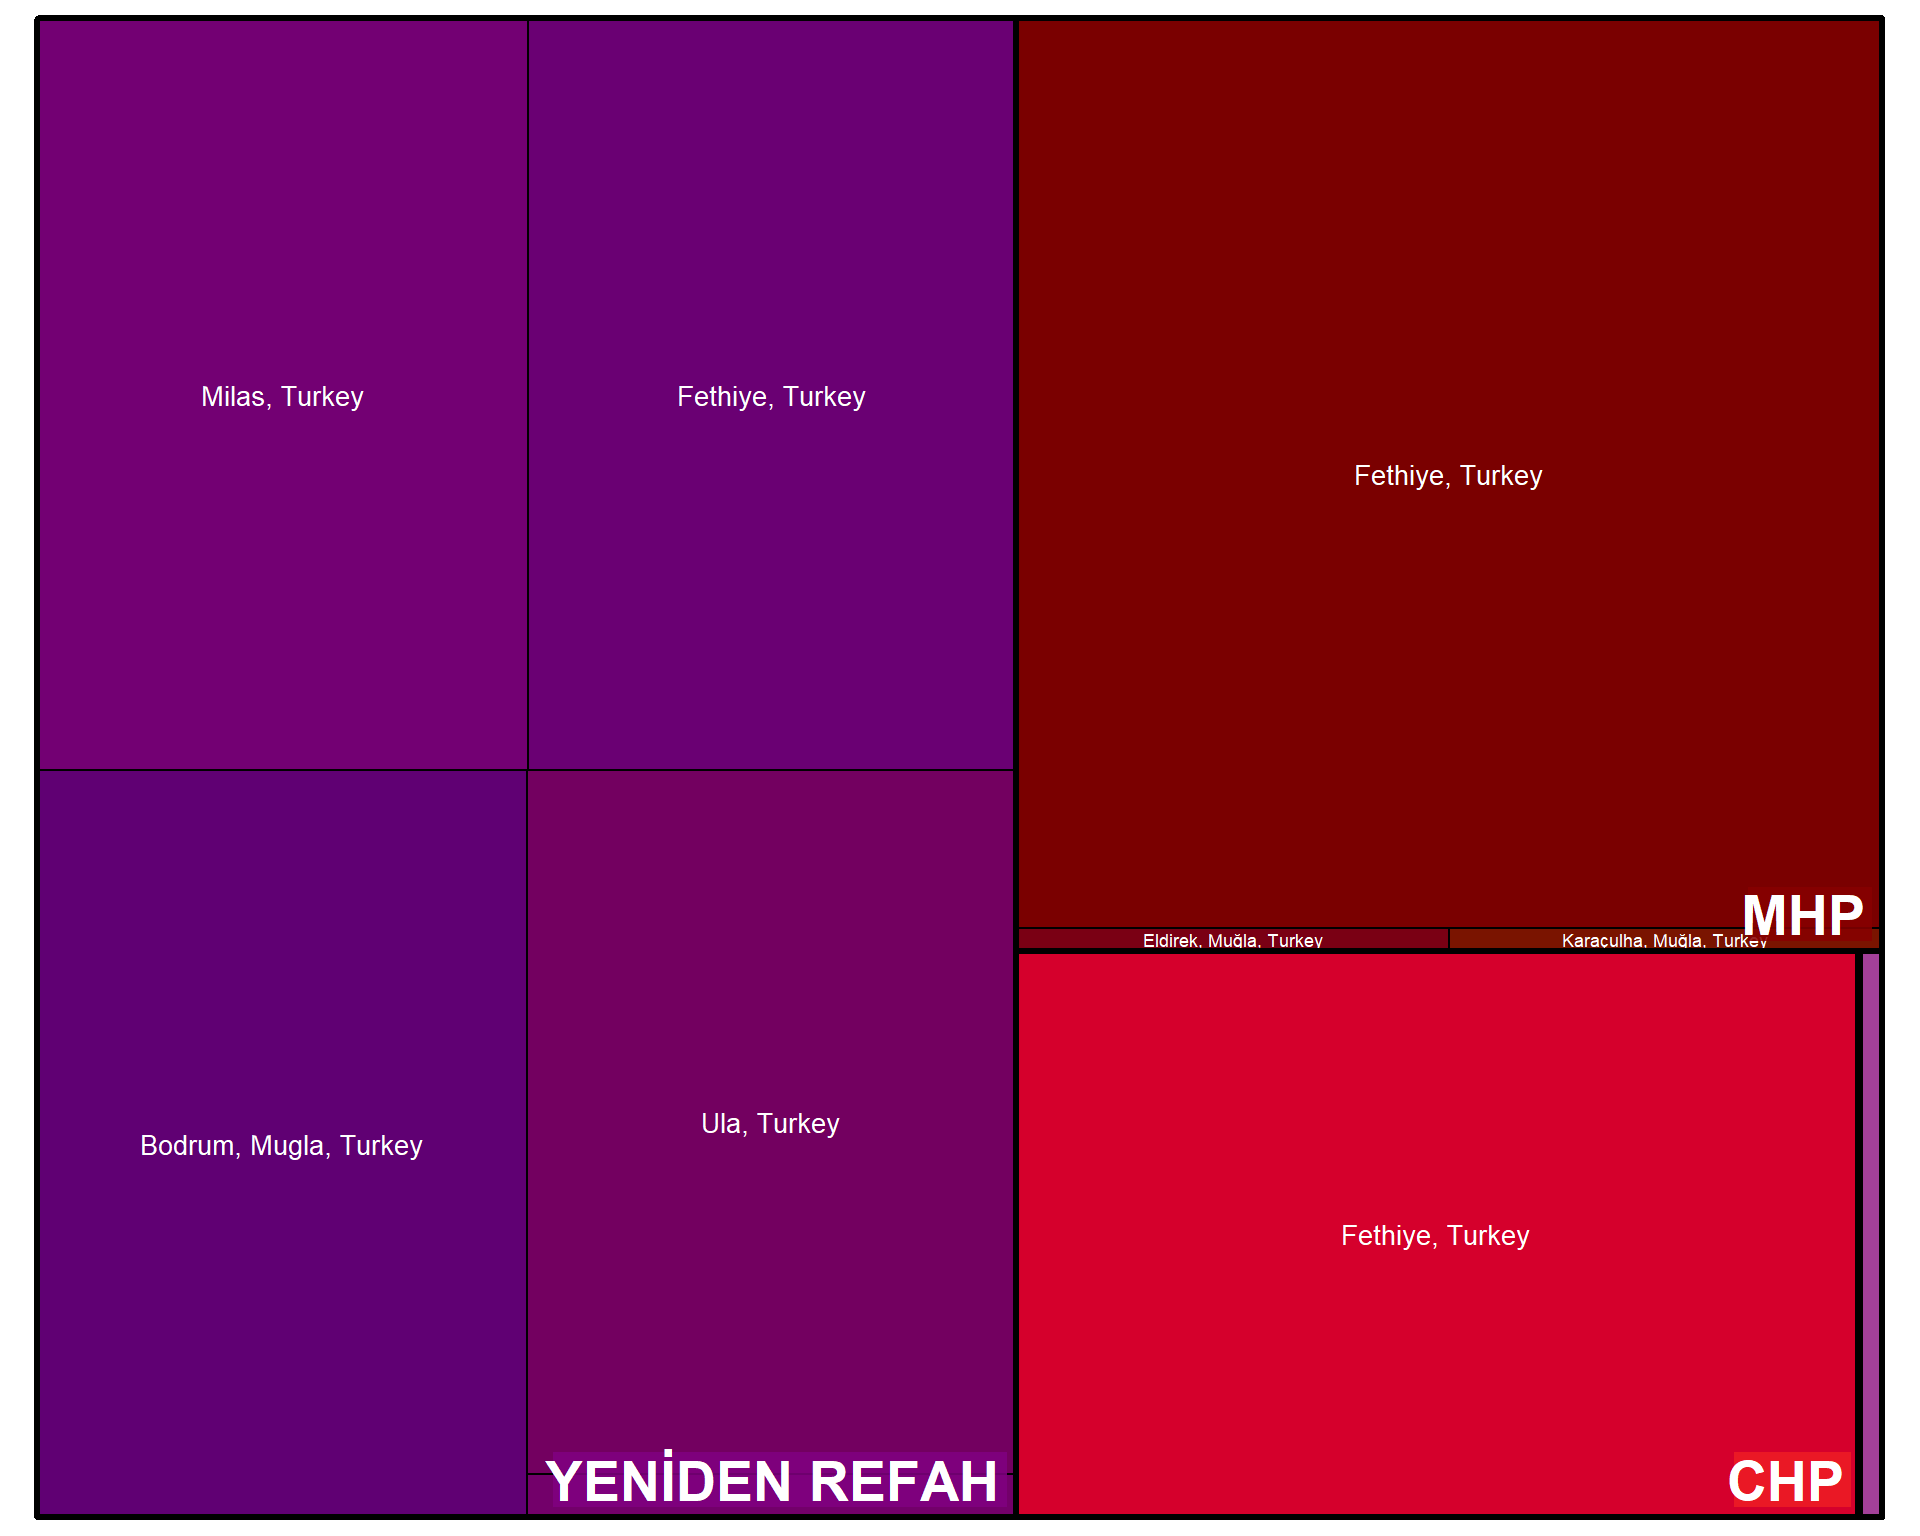 Milas, Turkey
Fethiye, Turkey
Bodrum, Mugla, Turkey
Ula, Turkey
YENİDEN REFAH
Fethiye, Turkey
MHP
Eldirek, Muğla, Turkey
Karaçulha, Muğla, Turkey
Fethiye, Turkey
CHP